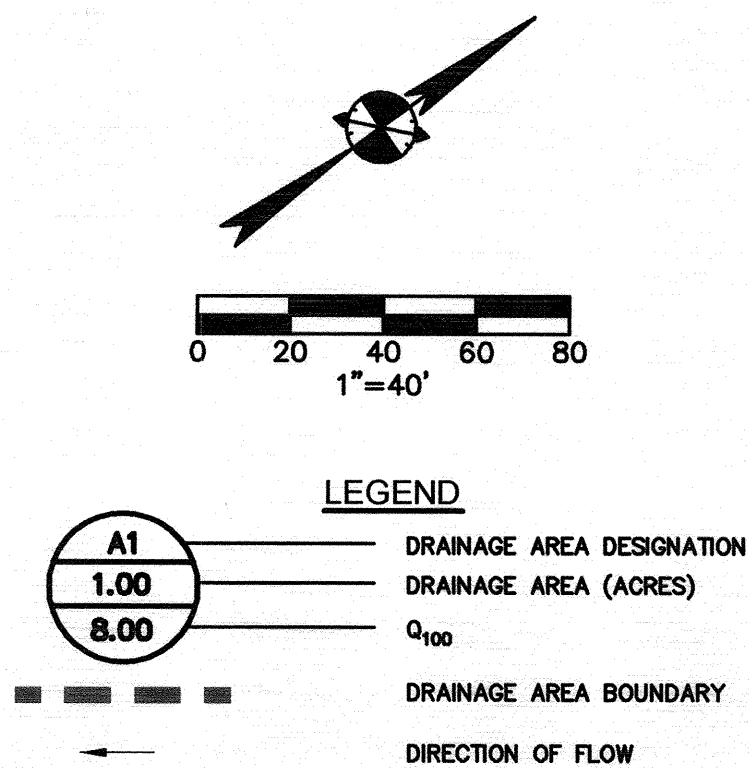 0 20 40 60 80
1"=40'
LEGEND
A1 DRAINAGE AREA DESIGNATION
1.00 DRAINAGE AREA (ACRES)
8.00 Q100
DRAINAGE AREA BOUNDARY
DIRECTION OF FLOW